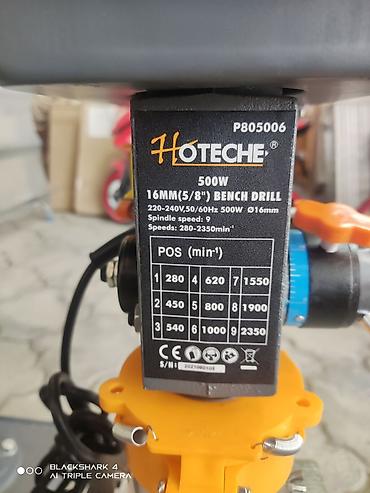 P805006
HOTECHE®
500W
16MM(5/8") BENCH DRILL
220-240V,50/60Hz 500W Ø16mm
Spindle speed: 9
Speeds: 280-2350min⁻¹
POS (min⁻¹)
1 280 4 620 7 1550
2 450 5 800 8 1900
3 540 6 1000 9 2350
CE
S/N:
BLACKSHARK 4
AI TRIPLE CAMERA